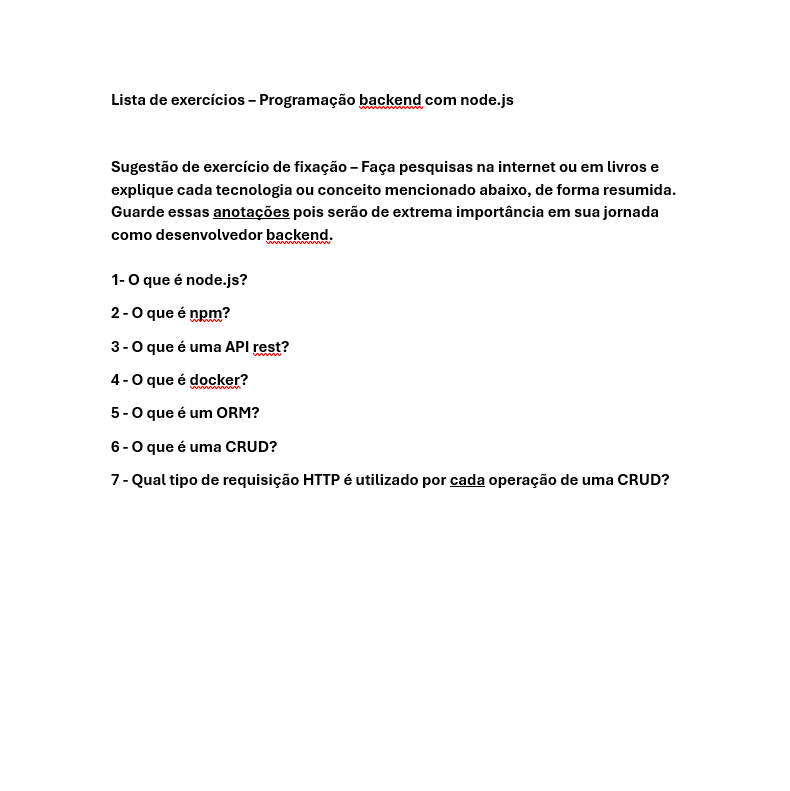 Lista de exercícios – Programação backend com node.js
Sugestão de exercício de fixação – Faça pesquisas na internet ou em livros e
explique cada tecnologia ou conceito mencionado abaixo, de forma resumida.
Guarde essas anotações pois serão de extrema importância em sua jornada
como desenvolvedor backend.
1- O que é node.js?
2 - O que é npm?
3 - O que é uma API rest?
4 - O que é docker?
5 - O que é um ORM?
6 - O que é uma CRUD?
7 - Qual tipo de requisição HTTP é utilizado por cada operação de uma CRUD?